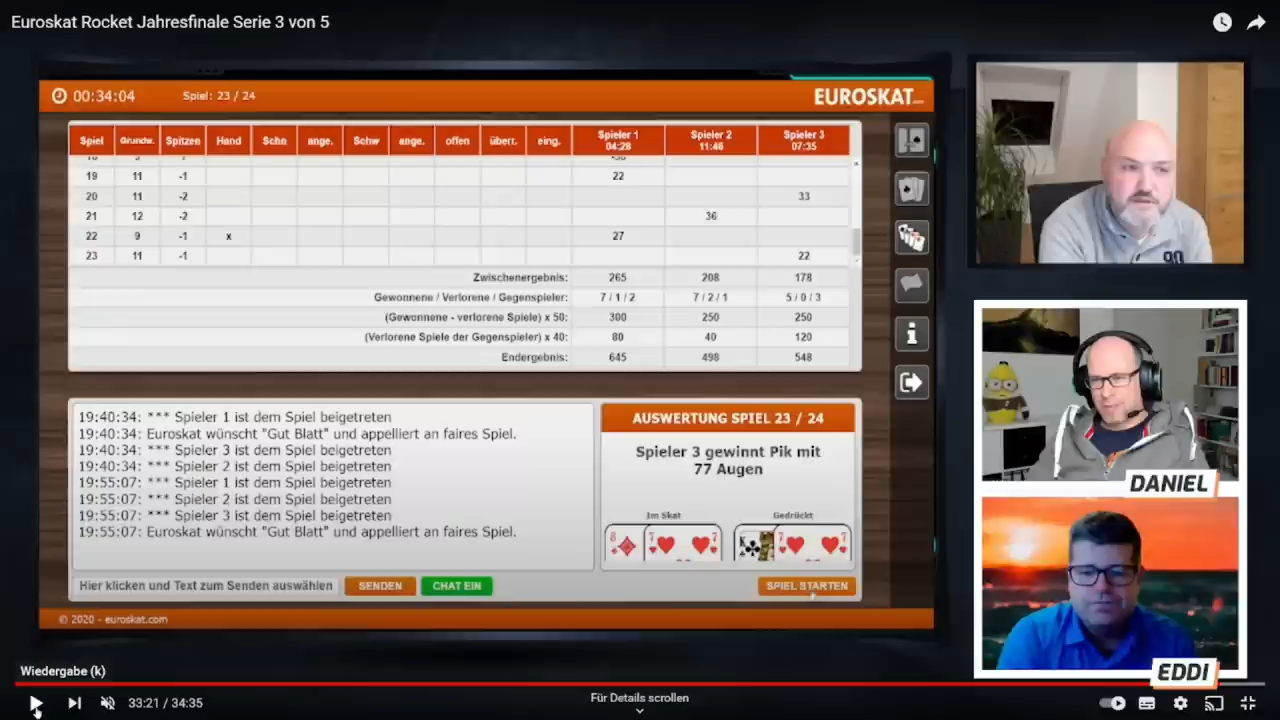 Euroskat Rocket Jahresfinale Serie 3 von 5
00:34:04 Spiel: 23 / 24 EUROSKAT.com
Spiel Grundw. Spitzen Hand Schn ange. Schw ange. offen überr. eing. Spieler 1 04:28 Spieler 2 11:46 Spieler 3 07:35
19 11 -1 22
20 11 -2 33
21 12 -2 36
22 9 -1 x 27
23 11 -1 22
Zwischenergebnis: 265 208 178
Gewonnene / Verlorene / Gegenspieler: 7 / 1 / 2 7 / 2 / 1 5 / 0 / 3
(Gewonnene - verlorene Spiele) x 50: 300 250 250
(Verlorene Spiele der Gegenspieler) x 40: 80 40 120
Endergebnis: 645 498 548
19:40:34: *** Spieler 1 ist dem Spiel beigetreten
19:40:34: Euroskat wünscht "Gut Blatt" und appelliert an faires Spiel.
19:40:34: *** Spieler 3 ist dem Spiel beigetreten
19:40:34: *** Spieler 2 ist dem Spiel beigetreten
19:55:07: *** Spieler 1 ist dem Spiel beigetreten
19:55:07: *** Spieler 2 ist dem Spiel beigetreten
19:55:07: *** Spieler 3 ist dem Spiel beigetreten
19:55:07: Euroskat wünscht "Gut Blatt" und appelliert an faires Spiel.
AUSWERTUNG SPIEL 23 / 24
Spieler 3 gewinnt Pik mit
77 Augen
Im Skat Gedrückt
8 7 7 K 7 7
Hier klicken und Text zum Senden auswählen SENDEN CHAT EIN SPIEL STARTEN
© 2020 - euroskat.com
DANIEL
EDDI
Wiedergabe (k)
33:21 / 34:35
Für Details scrollen